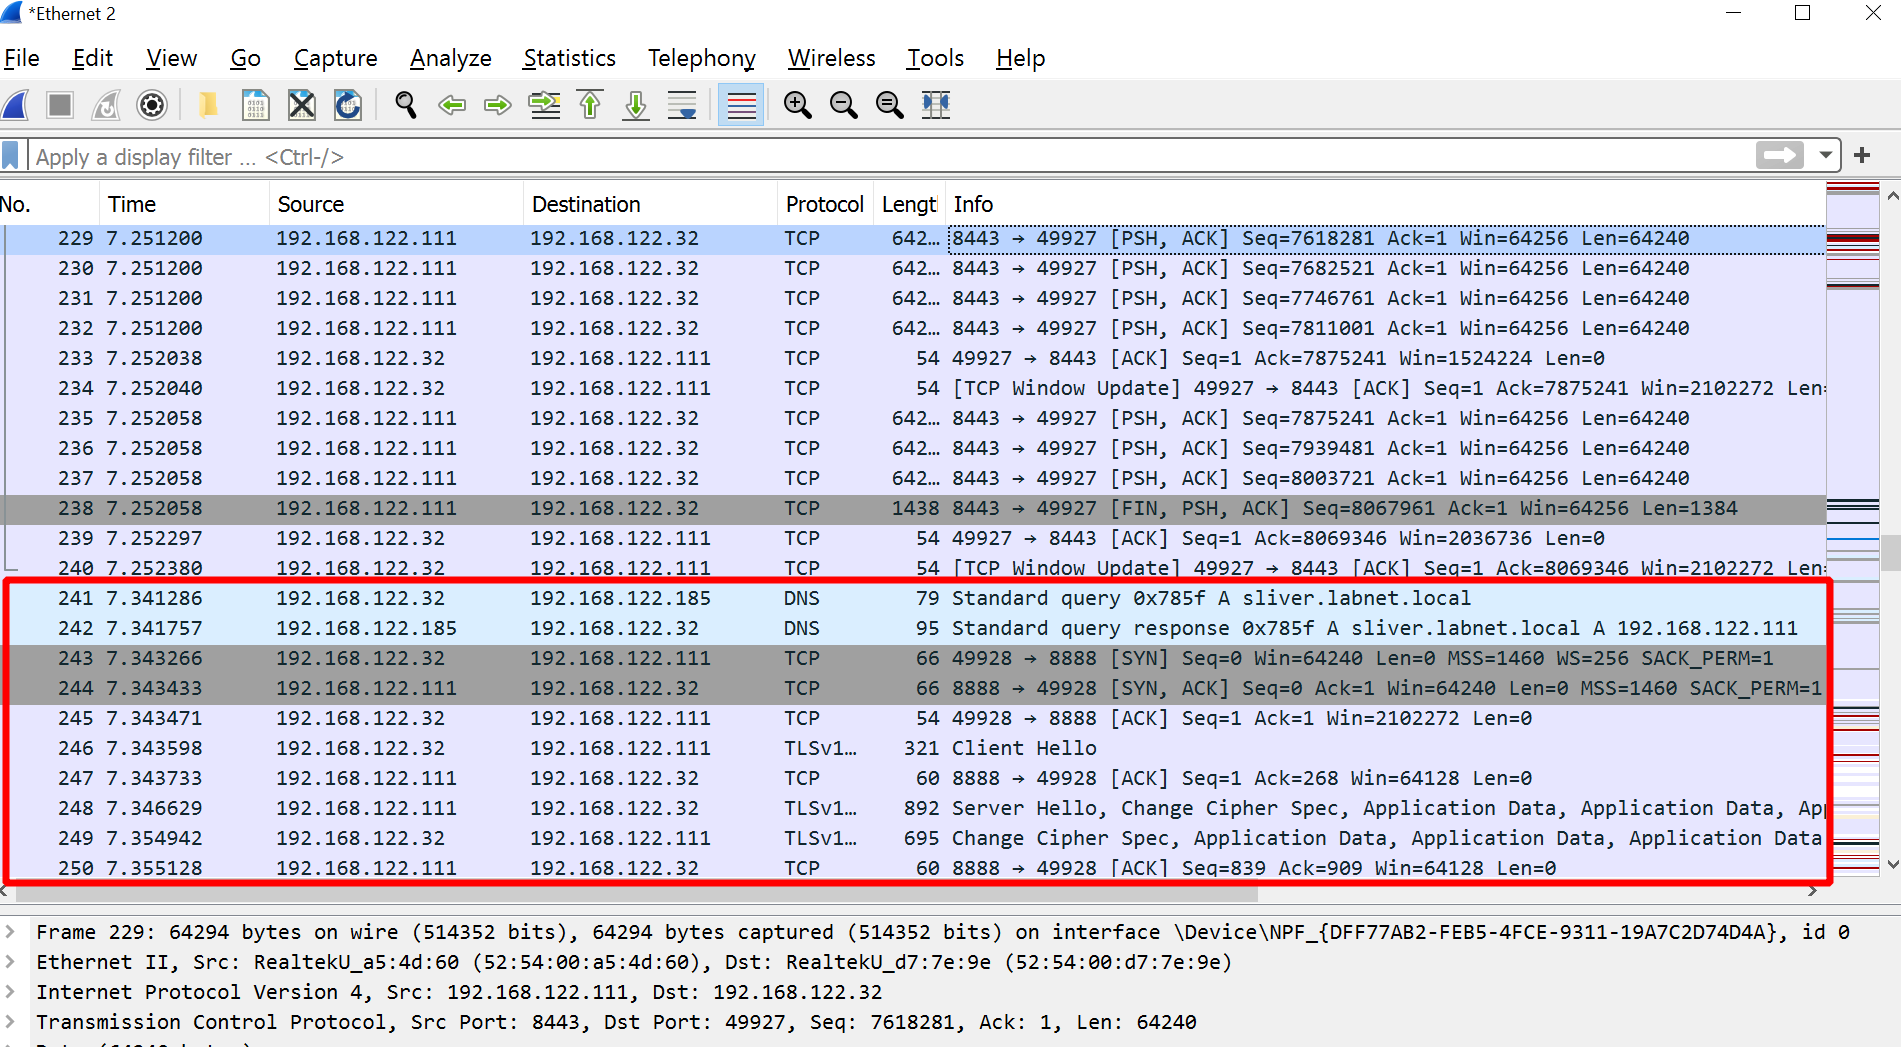 *Ethernet 2
File Edit View Go Capture Analyze Statistics Telephony Wireless Tools Help
Apply a display filter … <Ctrl-/>
No. Time Source Destination Protocol Lengt Info
229 7.251200 192.168.122.111 192.168.122.32 TCP 642… 8443 → 49927 [PSH, ACK] Seq=7618281 Ack=1 Win=64256 Len=64240
230 7.251200 192.168.122.111 192.168.122.32 TCP 642… 8443 → 49927 [PSH, ACK] Seq=7682521 Ack=1 Win=64256 Len=64240
231 7.251200 192.168.122.111 192.168.122.32 TCP 642… 8443 → 49927 [PSH, ACK] Seq=7746761 Ack=1 Win=64256 Len=64240
232 7.251200 192.168.122.111 192.168.122.32 TCP 642… 8443 → 49927 [PSH, ACK] Seq=7811001 Ack=1 Win=64256 Len=64240
233 7.252038 192.168.122.32 192.168.122.111 TCP 54 49927 → 8443 [ACK] Seq=1 Ack=7875241 Win=1524224 Len=0
234 7.252040 192.168.122.32 192.168.122.111 TCP 54 [TCP Window Update] 49927 → 8443 [ACK] Seq=1 Ack=7875241 Win=2102272 Len=
235 7.252058 192.168.122.111 192.168.122.32 TCP 642… 8443 → 49927 [PSH, ACK] Seq=7875241 Ack=1 Win=64256 Len=64240
236 7.252058 192.168.122.111 192.168.122.32 TCP 642… 8443 → 49927 [PSH, ACK] Seq=7939481 Ack=1 Win=64256 Len=64240
237 7.252058 192.168.122.111 192.168.122.32 TCP 642… 8443 → 49927 [PSH, ACK] Seq=8003721 Ack=1 Win=64256 Len=64240
238 7.252058 192.168.122.111 192.168.122.32 TCP 1438 8443 → 49927 [FIN, PSH, ACK] Seq=8067961 Ack=1 Win=64256 Len=1384
239 7.252297 192.168.122.32 192.168.122.111 TCP 54 49927 → 8443 [ACK] Seq=1 Ack=8069346 Win=2036736 Len=0
240 7.252380 192.168.122.32 192.168.122.111 TCP 54 [TCP Window Update] 49927 → 8443 [ACK] Seq=1 Ack=8069346 Win=2102272 Len=
241 7.341286 192.168.122.32 192.168.122.185 DNS 79 Standard query 0x785f A sliver.labnet.local
242 7.341757 192.168.122.185 192.168.122.32 DNS 95 Standard query response 0x785f A sliver.labnet.local A 192.168.122.111
243 7.343266 192.168.122.32 192.168.122.111 TCP 66 49928 → 8888 [SYN] Seq=0 Win=64240 Len=0 MSS=1460 WS=256 SACK_PERM=1
244 7.343433 192.168.122.111 192.168.122.32 TCP 66 8888 → 49928 [SYN, ACK] Seq=0 Ack=1 Win=64240 Len=0 MSS=1460 SACK_PERM=1
245 7.343471 192.168.122.32 192.168.122.111 TCP 54 49928 → 8888 [ACK] Seq=1 Ack=1 Win=2102272 Len=0
246 7.343598 192.168.122.32 192.168.122.111 TLSv1… 321 Client Hello
247 7.343733 192.168.122.111 192.168.122.32 TCP 60 8888 → 49928 [ACK] Seq=1 Ack=268 Win=64128 Len=0
248 7.346629 192.168.122.111 192.168.122.32 TLSv1… 892 Server Hello, Change Cipher Spec, Application Data, Application Data, App
249 7.354942 192.168.122.32 192.168.122.111 TLSv1… 695 Change Cipher Spec, Application Data, Application Data, Application Data
250 7.355128 192.168.122.111 192.168.122.32 TCP 60 8888 → 49928 [ACK] Seq=839 Ack=909 Win=64128 Len=0
Frame 229: 64294 bytes on wire (514352 bits), 64294 bytes captured (514352 bits) on interface \Device\NPF_{DFF77AB2-FEB5-4FCE-9311-19A7C2D74D4A}, id 0
Ethernet II, Src: RealtekU_a5:4d:60 (52:54:00:a5:4d:60), Dst: RealtekU_d7:7e:9e (52:54:00:d7:7e:9e)
Internet Protocol Version 4, Src: 192.168.122.111, Dst: 192.168.122.32
Transmission Control Protocol, Src Port: 8443, Dst Port: 49927, Seq: 7618281, Ack: 1, Len: 64240